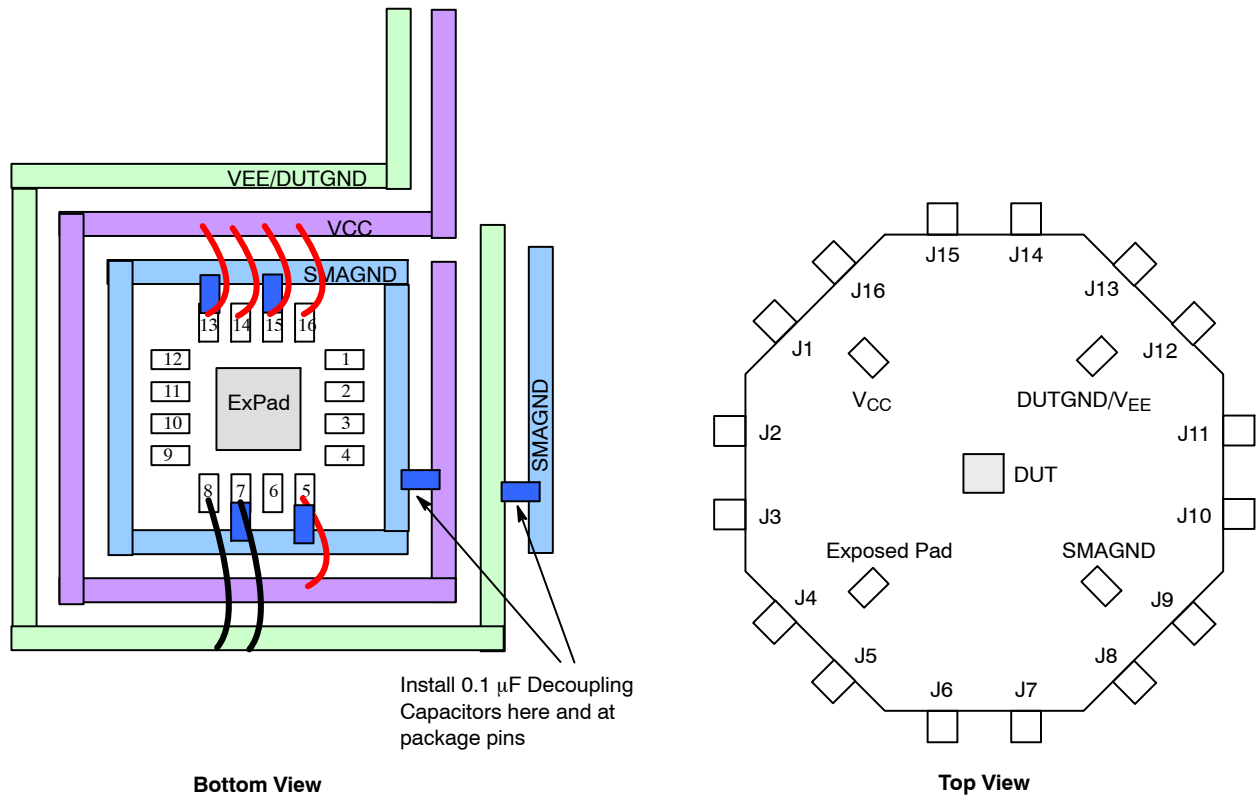 VEE/DUTGND
VCC
SMAGND
13 14 15 16
12 1
11 2
10 3
9 4
ExPad
8 7 6 5
SMAGND
Install 0.1 μF Decoupling
Capacitors here and at
package pins
Bottom View
J15 J14
J16 J13
J1 J12
VCC DUTGND/VEE
J2 J11
DUT
J3 J10
Exposed Pad SMAGND
J4 J9
J5 J8
J6 J7
Top View